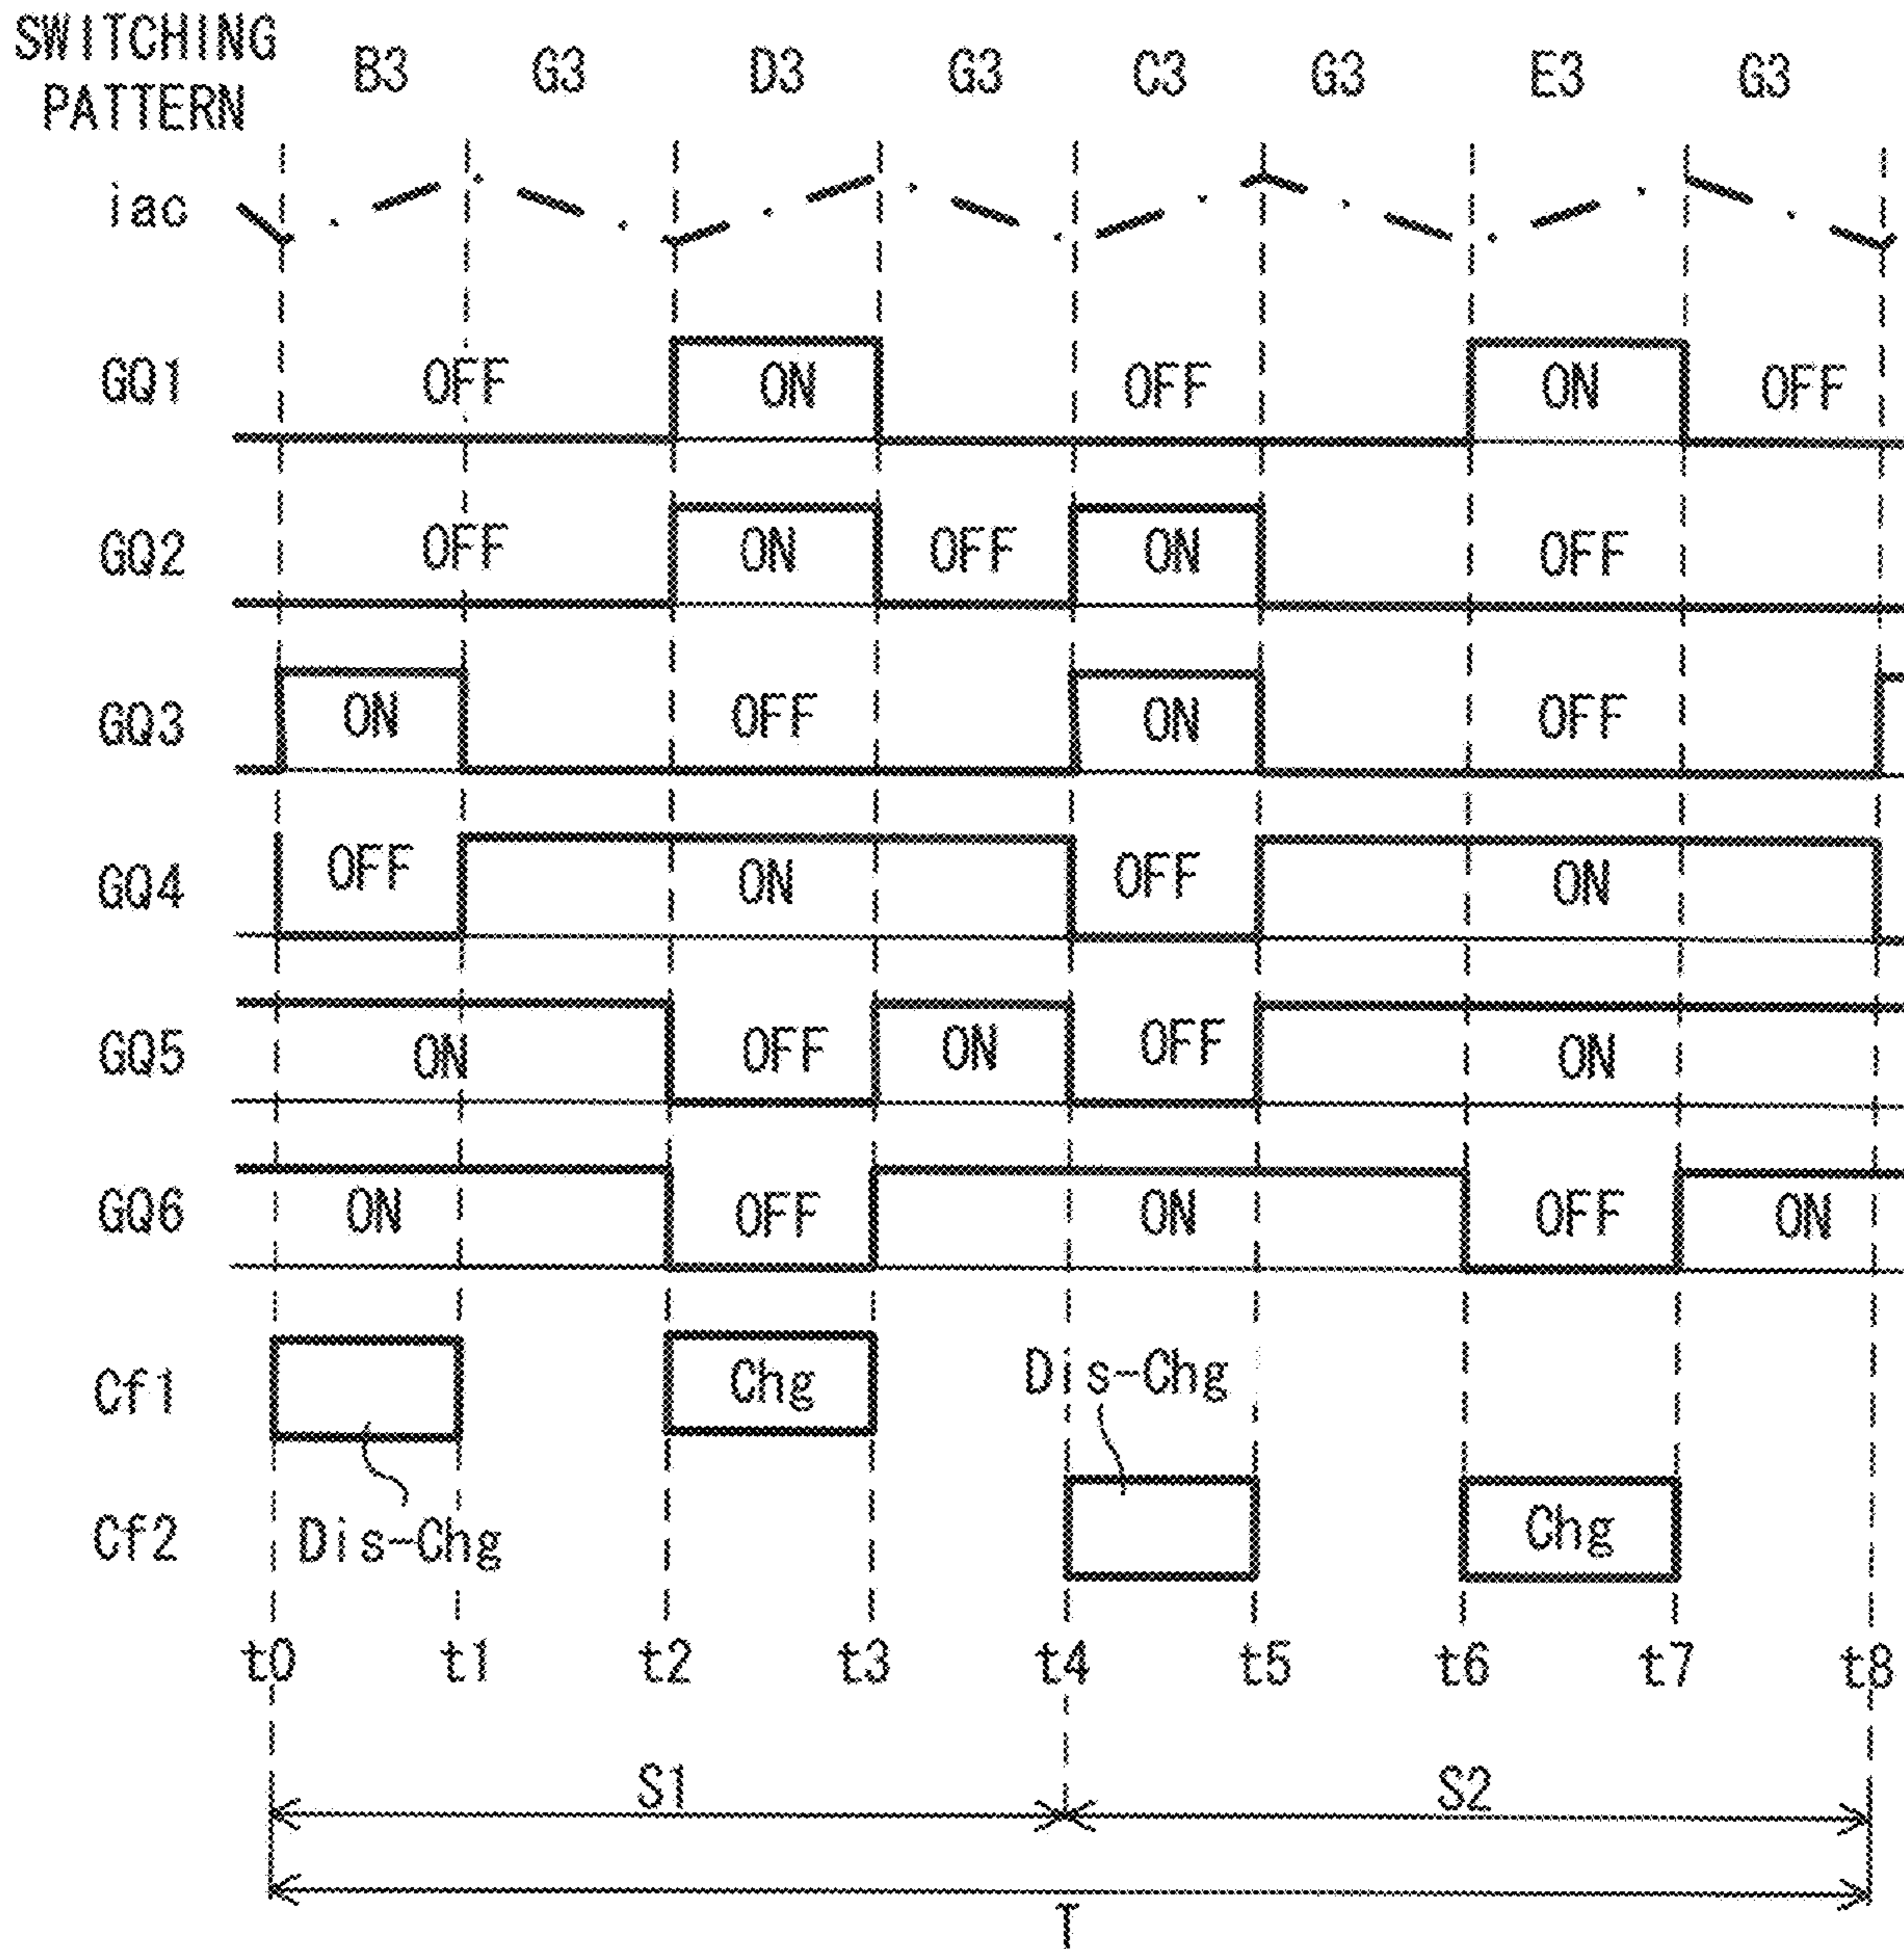 SWITCHING
PATTERN
B3 G3 D3 G3 C3 G3 E3 G3
iac
GQ1 OFF ON OFF ON OFF
GQ2 OFF ON OFF ON OFF
GQ3 ON OFF ON OFF
GQ4 OFF ON OFF ON
GQ5 ON OFF ON OFF ON
GQ6 ON OFF ON OFF ON
Cf1 Chg Dis-Chg
Cf2 Dis-Chg Chg
t0 t1 t2 t3 t4 t5 t6 t7 t8
S1 S2
T